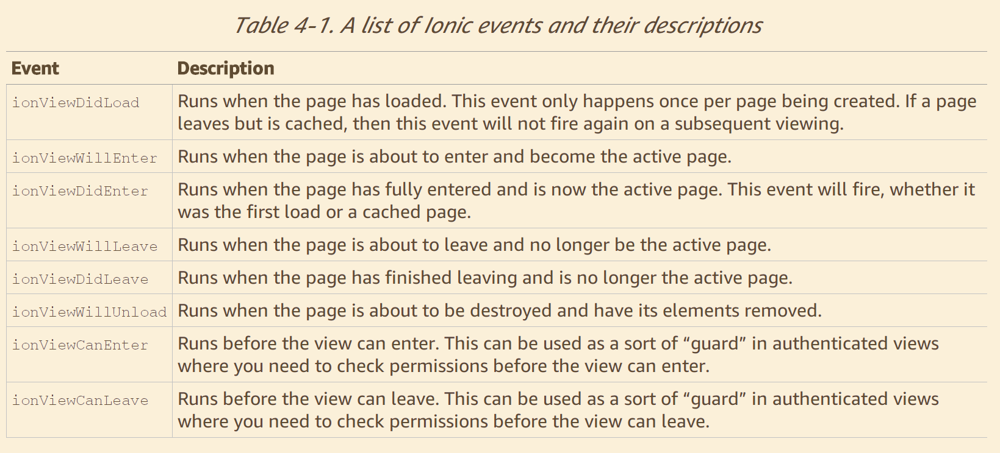 Table 4-1. A list of Ionic events and their descriptions
Event Description
ionViewDidLoad Runs when the page has loaded. This event only happens once per page being created. If a page
leaves but is cached, then this event will not fire again on a subsequent viewing.
ionViewWillEnter Runs when the page is about to enter and become the active page.
ionViewDidEnter Runs when the page has fully entered and is now the active page. This event will fire, whether it
was the first load or a cached page.
ionViewWillLeave Runs when the page is about to leave and no longer be the active page.
ionViewDidLeave Runs when the page has finished leaving and is no longer the active page.
ionViewWillUnload Runs when the page is about to be destroyed and have its elements removed.
ionViewCanEnter Runs before the view can enter. This can be used as a sort of “guard” in authenticated views
where you need to check permissions before the view can enter.
ionViewCanLeave Runs before the view can leave. This can be used as a sort of “guard” in authenticated views
where you need to check permissions before the view can leave.